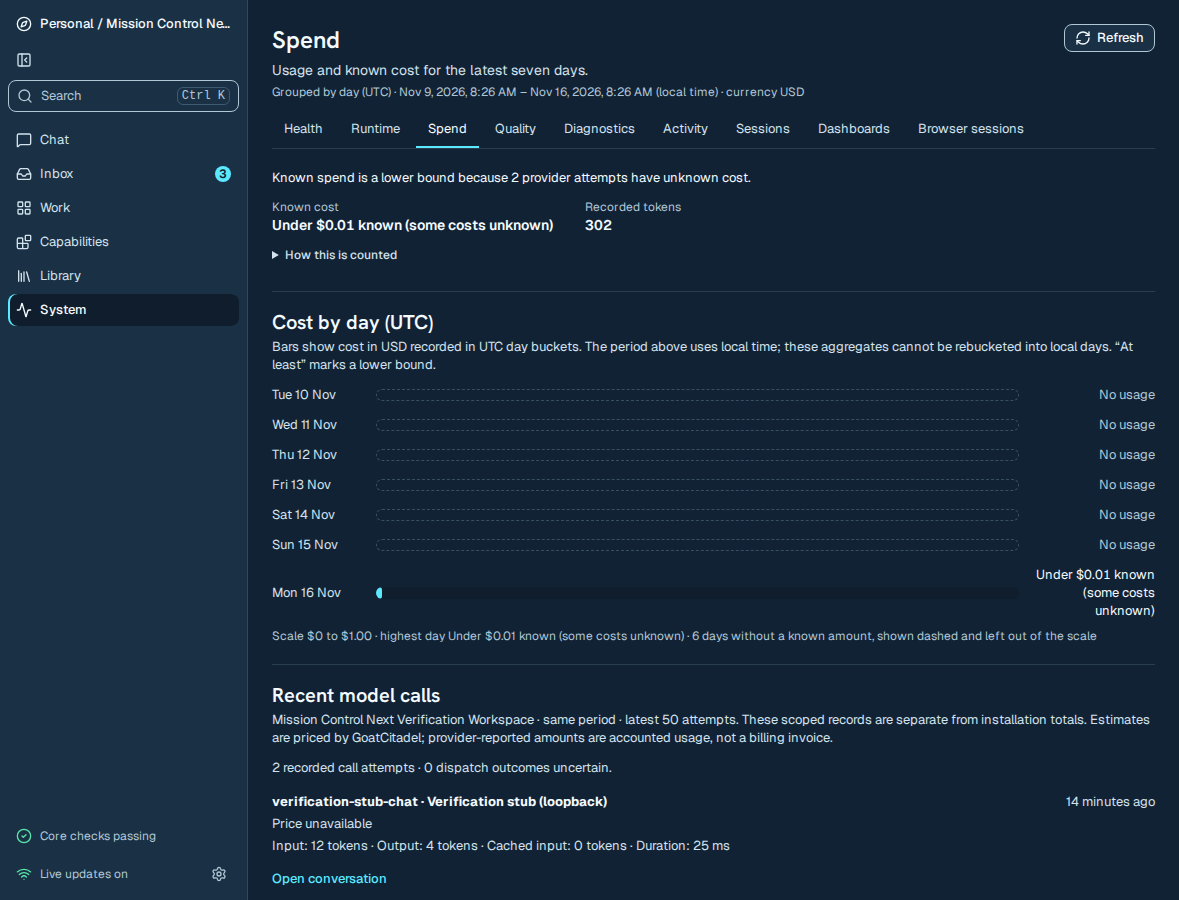 Personal / Mission Control Ne...
Search
Ctrl K
Chat
Inbox
3
Work
Capabilities
Library
System
Core checks passing
Live updates on
Spend
Refresh
Usage and known cost for the latest seven days.
Grouped by day (UTC) · Nov 9, 2026, 8:26 AM – Nov 16, 2026, 8:26 AM (local time) · currency USD
Health
Runtime
Spend
Quality
Diagnostics
Activity
Sessions
Dashboards
Browser sessions
Known spend is a lower bound because 2 provider attempts have unknown cost.
Known cost
Under $0.01 known (some costs unknown)
Recorded tokens
302
How this is counted
Cost by day (UTC)
Bars show cost in USD recorded in UTC day buckets. The period above uses local time; these aggregates cannot be rebucketed into local days. “At
least” marks a lower bound.
Tue 10 Nov
No usage
Wed 11 Nov
No usage
Thu 12 Nov
No usage
Fri 13 Nov
No usage
Sat 14 Nov
No usage
Sun 15 Nov
No usage
Mon 16 Nov
Under $0.01 known
(some costs
unknown)
Scale $0 to $1.00 · highest day Under $0.01 known (some costs unknown) · 6 days without a known amount, shown dashed and left out of the scale
Recent model calls
Mission Control Next Verification Workspace · same period · latest 50 attempts. These scoped records are separate from installation totals. Estimates
are priced by GoatCitadel; provider-reported amounts are accounted usage, not a billing invoice.
2 recorded call attempts · 0 dispatch outcomes uncertain.
verification-stub-chat · Verification stub (loopback)
14 minutes ago
Price unavailable
Input: 12 tokens · Output: 4 tokens · Cached input: 0 tokens · Duration: 25 ms
Open conversation